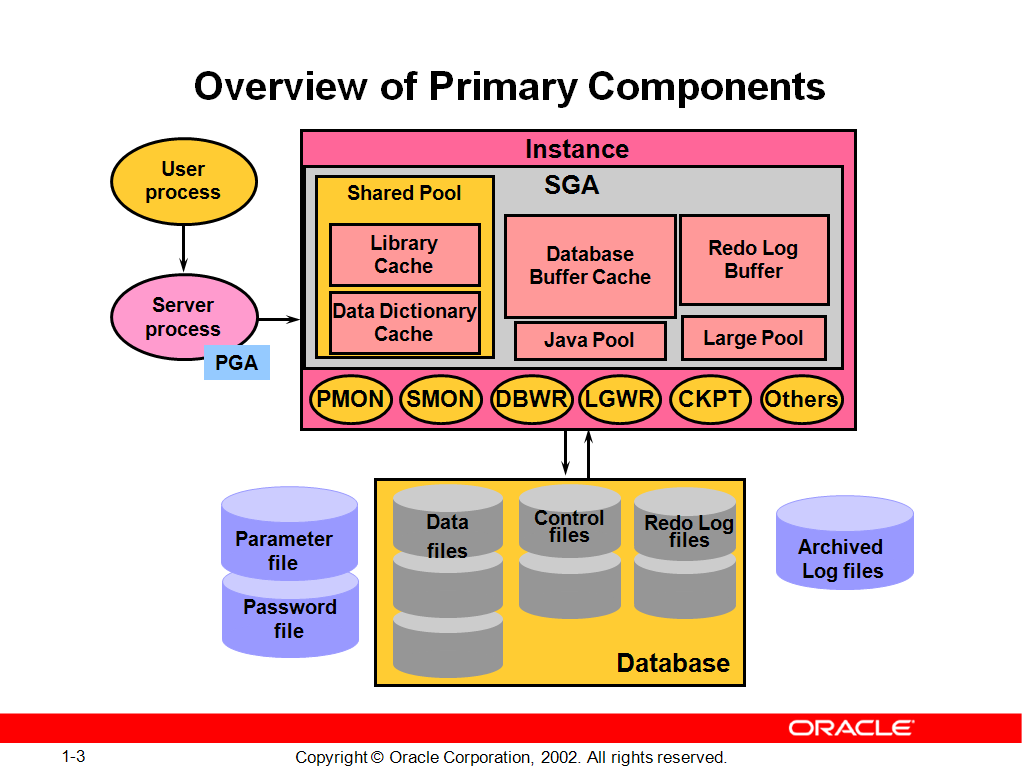 Overview of Primary Components
User
process
Server
process
PGA
Instance
SGA
Shared Pool
Library
Cache
Data Dictionary
Cache
Database
Buffer Cache
Redo Log
Buffer
Java Pool
Large Pool
PMON
SMON
DBWR
LGWR
CKPT
Others
Parameter
file
Password
file
Data
files
Control
files
Redo Log
files
Database
Archived
Log files
ORACLE®
1-3
Copyright © Oracle Corporation, 2002. All rights reserved.